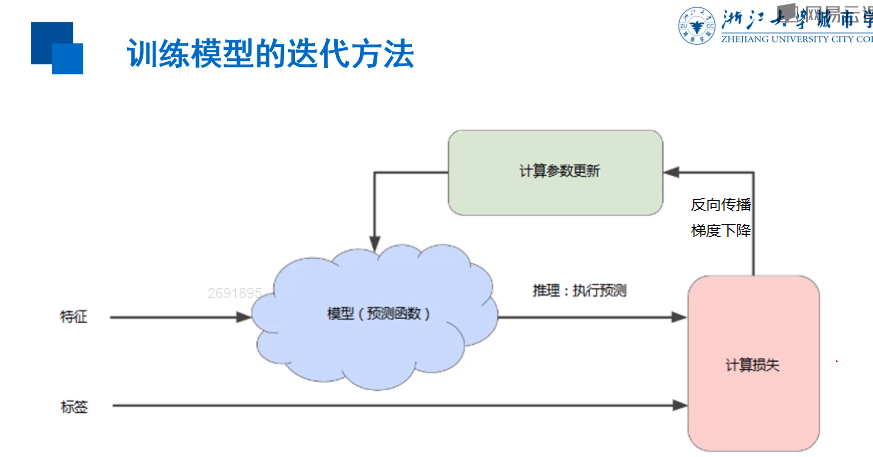 训练模型的迭代方法
浙江大学城市学
ZHEJIANG UNIVERSITY CITY COL
网易云课
计算参数更新
反向传播
梯度下降
2691895
推理：执行预测
特征
模型（预测函数）
计算损失
标签